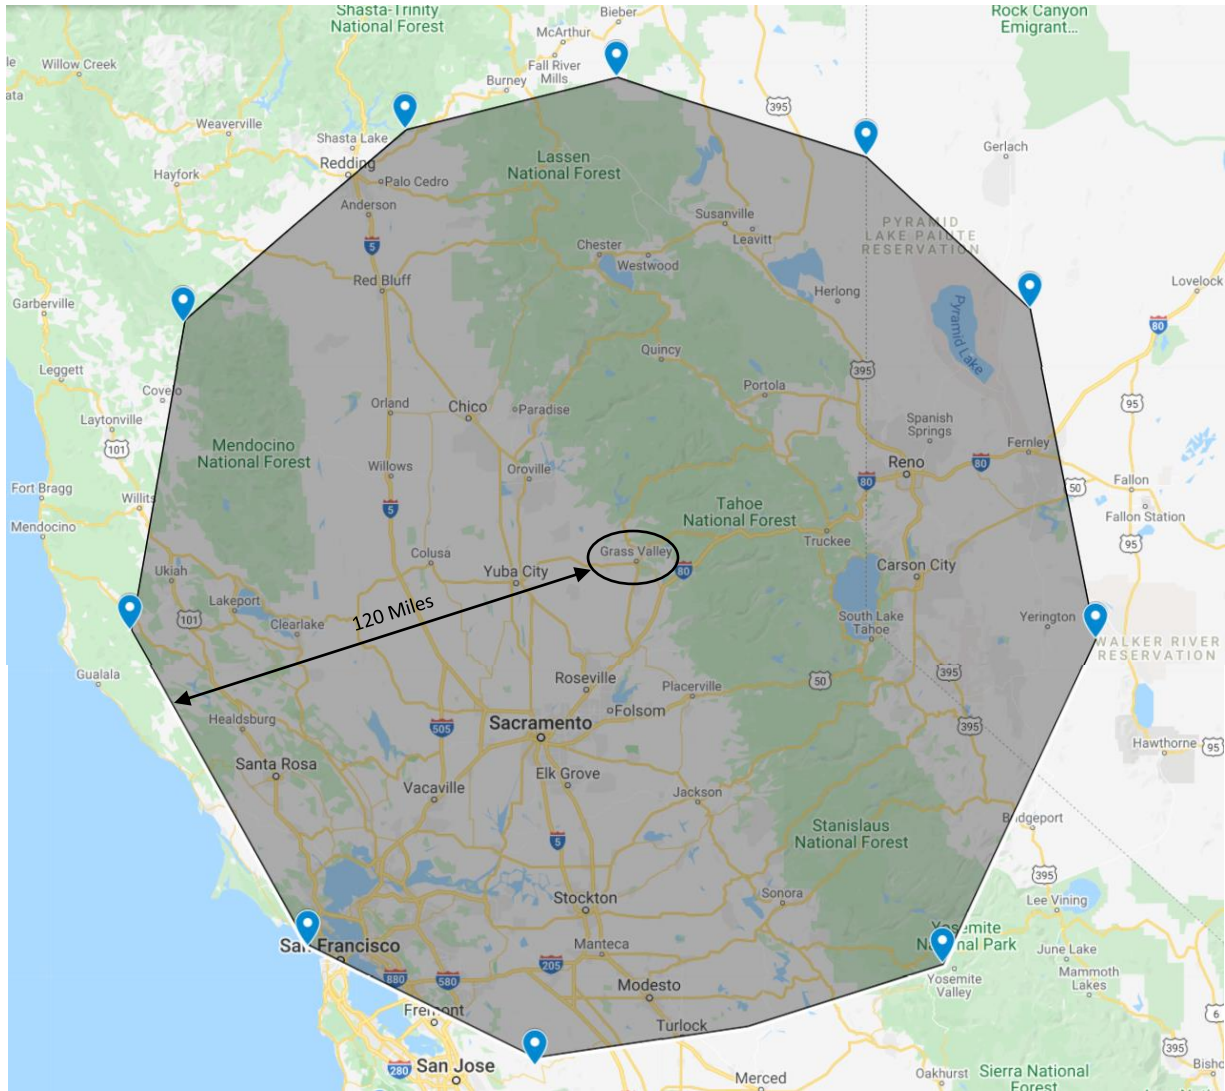 Shasta-Trinity
National Forest
Bieber
Rock Canyon
Emigrant...
McArthur
Willow Creek
Fall River
Mills
Burney
395
Weaverville
Shasta Lake
Gerlach
Redding
Lassen
National Forest
Hayfork
Palo Cedro
Anderson
Susanville
PYRAMID
LAKE PAIUTE
RESERVATION
Leavitt
5
Chester
Westwood
Red Bluff
Lovelock
Herlong
Garberville
Pyramid Lake
80
Quincy
Leggett
395
Portola
Covelo
95
Orland
Chico
Paradise
Laytonville
Spanish
Springs
101
Mendocino
National Forest
Fernley
Willows
Oroville
Reno
80
80
50
Fallon
Fort Bragg
Willits
5
Tahoe
National Forest
Fallon Station
Mendocino
Truckee
95
Colusa
Grass Valley
Ukiah
Yuba City
80
Carson City
Lakeport
120 Miles
101
Clearlake
South Lake
Tahoe
Yerington
WALKER RIVER
RESERVATION
Gualala
395
Roseville
Placerville
50
Healdsburg
Folsom
505
Sacramento
395
Hawthorne
95
Santa Rosa
Elk Grove
Vacaville
Jackson
Bridgeport
Stanislaus
National Forest
5
395
Stockton
Sonora
Lee Vining
Yosemite
National Park
San Francisco
Manteca
June Lake
205
880
580
Mammoth
Lakes
Modesto
Yosemite
Valley
Fremont
6
Turlock
395
San Jose
280
Merced
Oakhurst
Sierra National
Forest